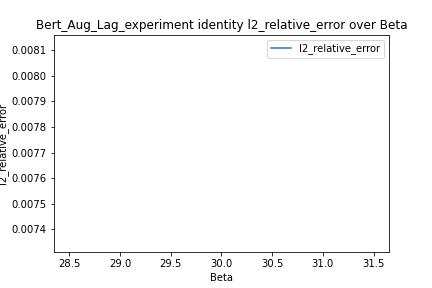 Bert_Aug_Lag_experiment identity l2_relative_error over Beta
l2_relative_error
0.0081
0.0080
0.0079
0.0078
0.0077
0.0076
0.0075
0.0074
l2_relative_error
28.5 29.0 29.5 30.0 30.5 31.0 31.5
Beta